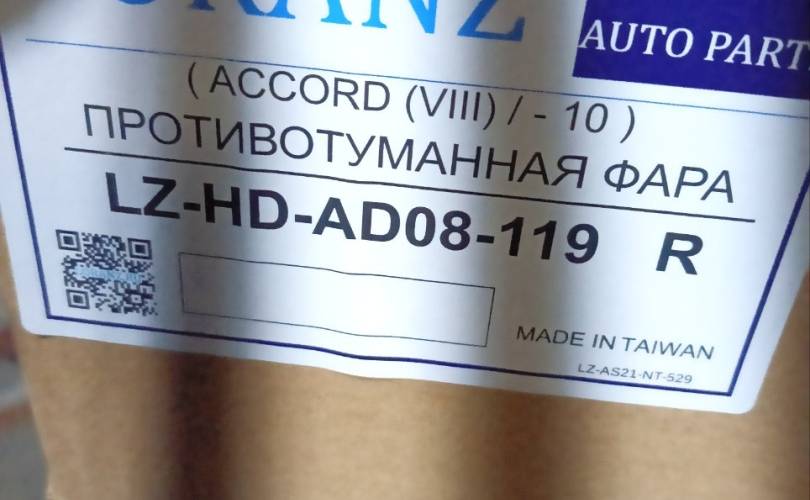 AUTO PART
( ACCORD (VIII) / - 10 )
ПРОТИВОТУМАННАЯ ФАРА
LZ-HD-AD08-119 R
MADE IN TAIWAN
LZ-AS21-NT-529